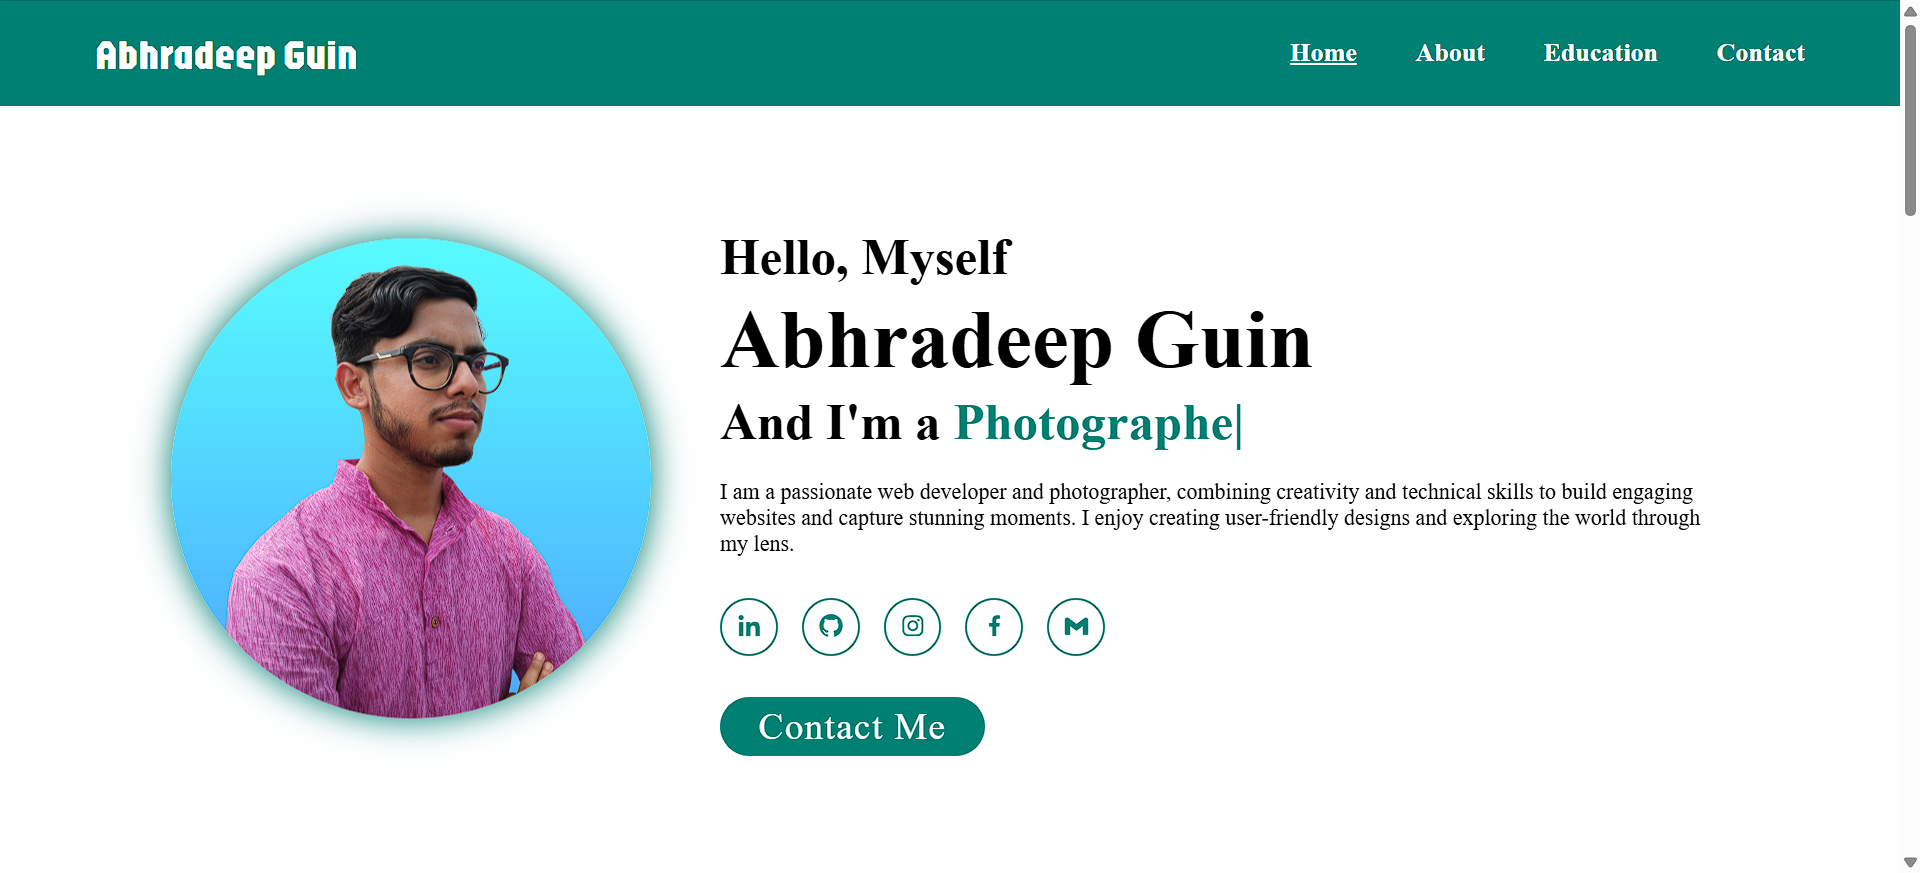 Abhradeep Guin
Home About Education Contact
Hello, Myself
Abhradeep Guin
And I'm a Photographe|
I am a passionate web developer and photographer, combining creativity and technical skills to build engaging
websites and capture stunning moments. I enjoy creating user-friendly designs and exploring the world through
my lens.
in
Contact Me